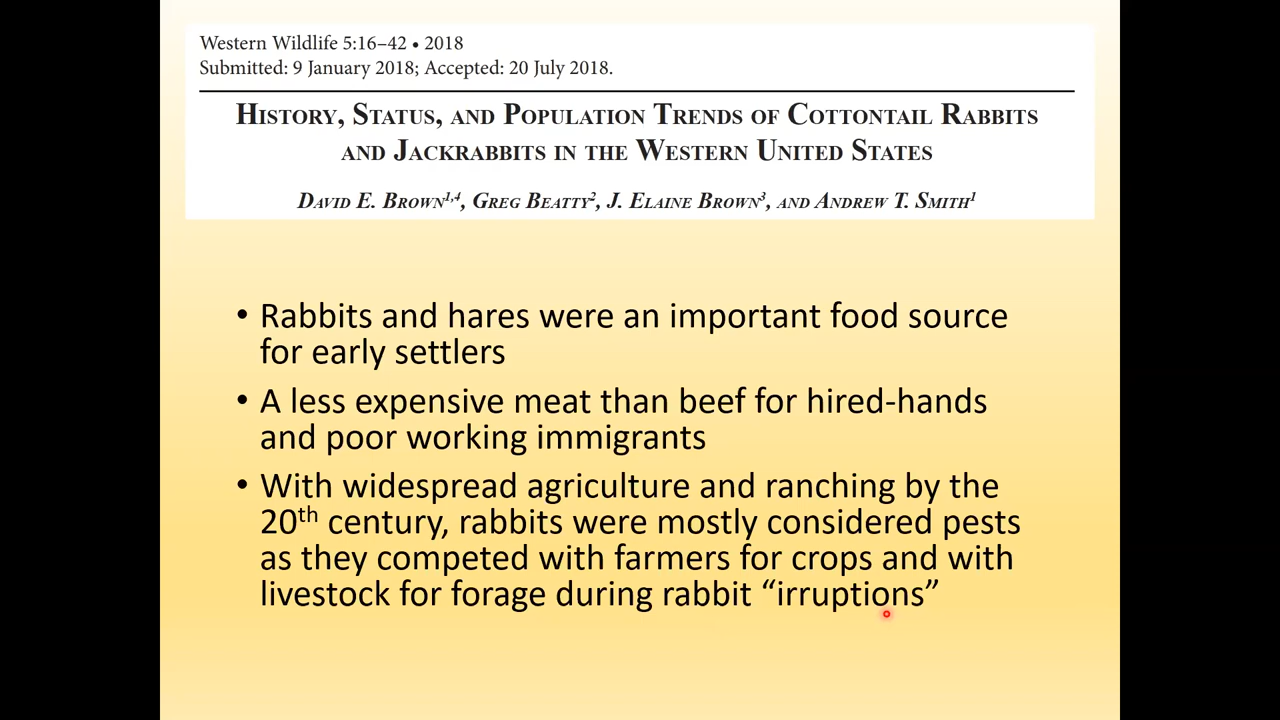 Western Wildlife 5:16–42 • 2018
Submitted: 9 January 2018; Accepted: 20 July 2018.
History, Status, and Population Trends of Cottontail Rabbits
and Jackrabbits in the Western United States
David E. Brown1,4, Greg Beatty2, J. Elaine Brown3, and Andrew T. Smith1
• Rabbits and hares were an important food source
for early settlers
• A less expensive meat than beef for hired-hands
and poor working immigrants
• With widespread agriculture and ranching by the
20th century, rabbits were mostly considered pests
as they competed with farmers for crops and with
livestock for forage during rabbit “irruptions”